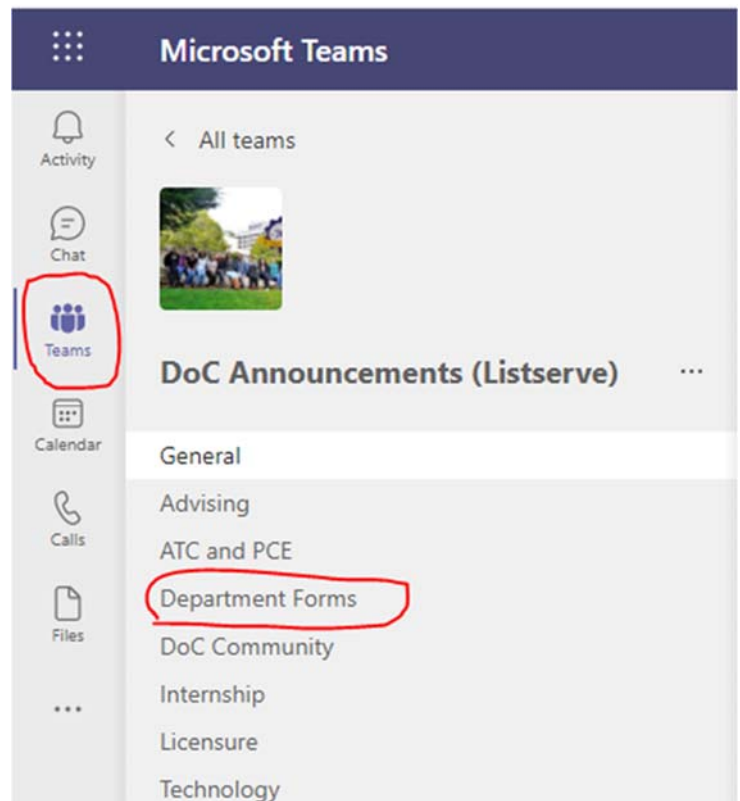 Microsoft Teams
Activity
Chat
Teams
Calendar
Calls
Files
All teams
DoC Announcements (Listserve)
General
Advising
ATC and PCE
Department Forms
DoC Community
Internship
Licensure
Technology